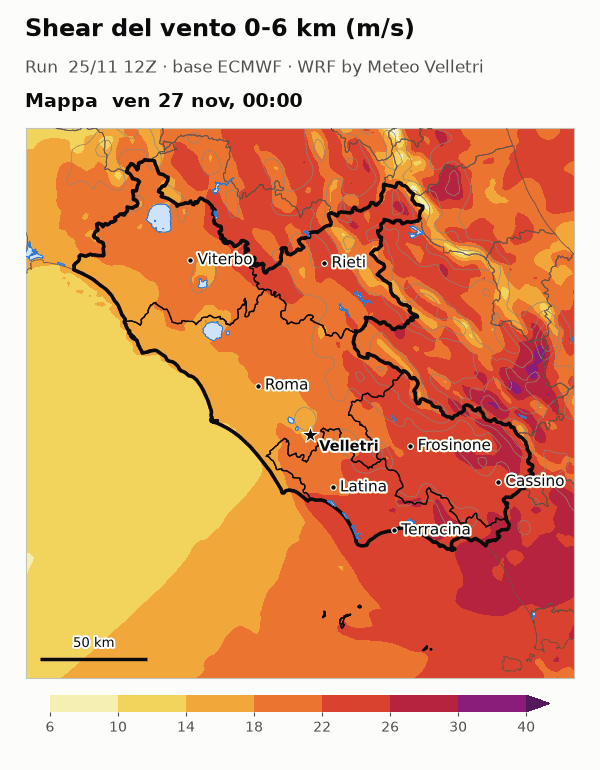 Shear del vento 0-6 km (m/s)
Run  25/11 12Z · base ECMWF · WRF by Meteo Velletri
Mappa  ven 27 nov, 00:00
Viterbo
Rieti
Roma
Velletri
Frosinone
Cassino
Latina
Terracina
50 km
6 10 14 18 22 26 30 40